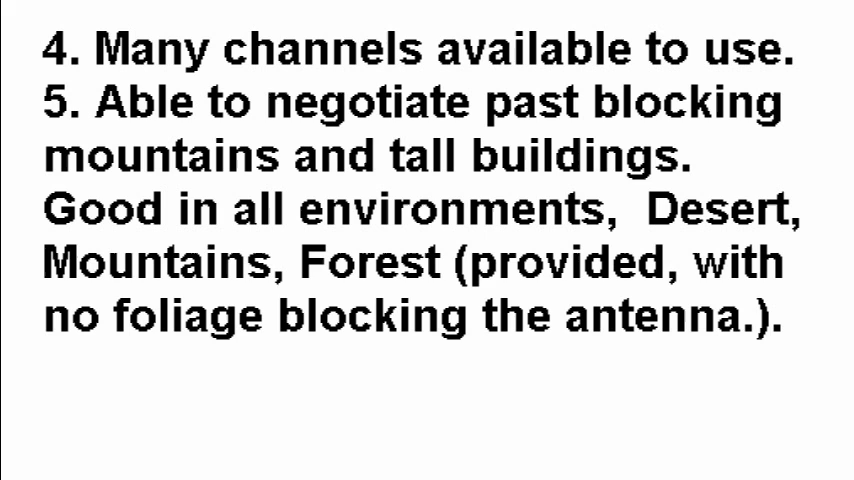 4. Many channels available to use.
5. Able to negotiate past blocking
mountains and tall buildings.
Good in all environments,  Desert,
Mountains, Forest (provided, with
no foliage blocking the antenna.).